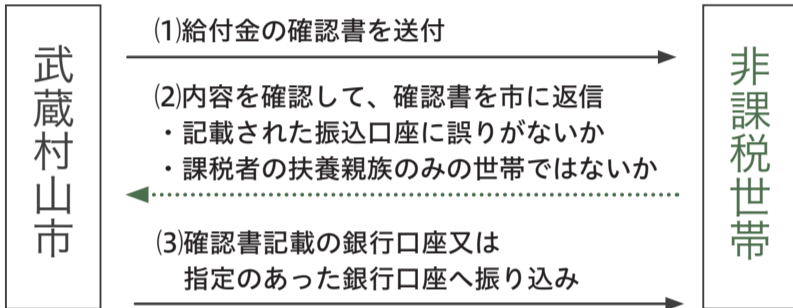 武蔵村山市
⑴給付金の確認書を送付
⑵内容を確認して、確認書を市に返信
・記載された振込口座に誤りがないか
・課税者の扶養親族のみの世帯ではないか
⑶確認書記載の銀行口座又は
指定のあった銀行口座へ振り込み
非課税世帯